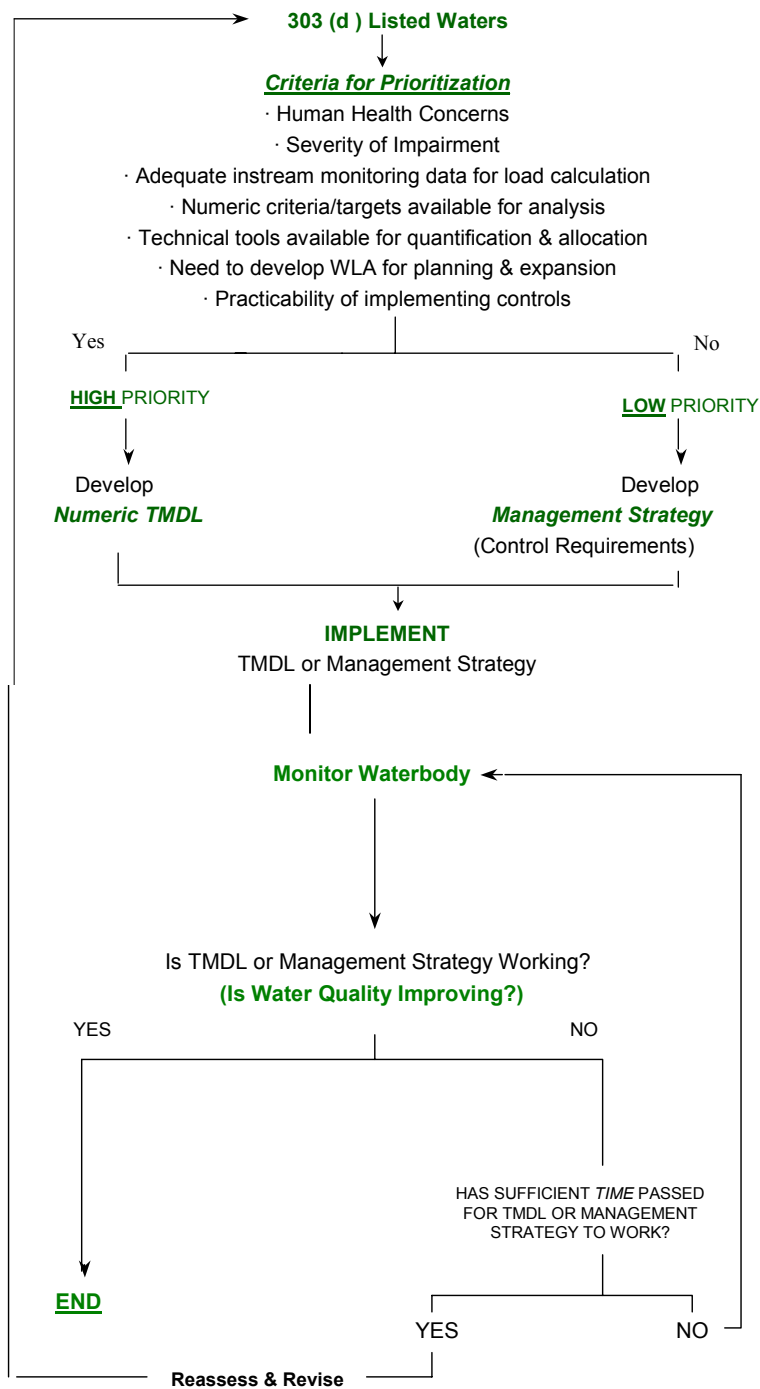 303 (d ) Listed Waters
Criteria for Prioritization
· Human Health Concerns
· Severity of Impairment
· Adequate instream monitoring data for load calculation
· Numeric criteria/targets available for analysis
· Technical tools available for quantification & allocation
· Need to develop WLA for planning & expansion
· Practicability of implementing controls
Yes
No
HIGH PRIORITY
LOW PRIORITY
Develop
Numeric TMDL
Develop
Management Strategy
(Control Requirements)
IMPLEMENT
TMDL or Management Strategy
Monitor Waterbody
Is TMDL or Management Strategy Working?
(Is Water Quality Improving?)
YES
NO
HAS SUFFICIENT TIME PASSED
FOR TMDL OR MANAGEMENT
STRATEGY TO WORK?
END
YES
NO
Reassess & Revise